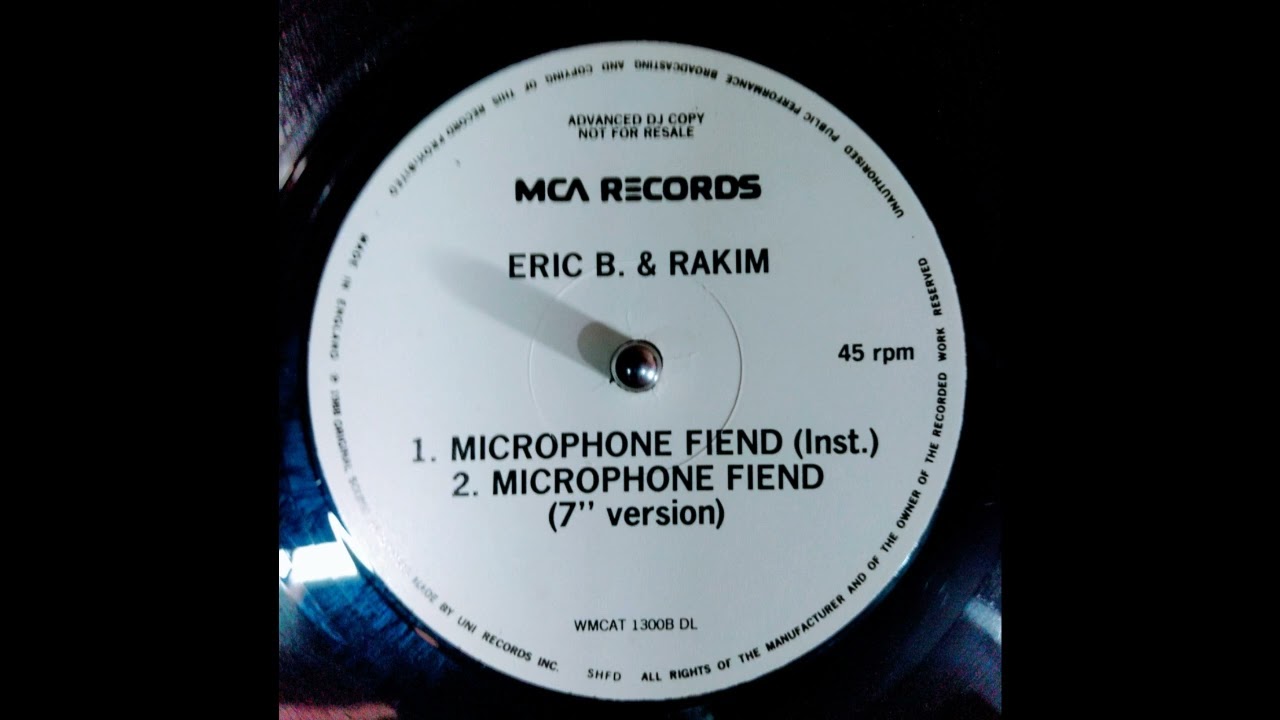 ADVANCED DJ COPY
NOT FOR RESALE
MCA RECORDS
ERIC B. & RAKIM
45 rpm
1. MICROPHONE FIEND (Inst.)
2. MICROPHONE FIEND
(7'' version)
WMCAT 1300B DL
MADE IN ENGLAND ℗ 1988 ORIGINAL
MADE BY UNI RECORDS INC.
SHFD
ALL RIGHTS OF THE MANUFACTURER AND OF THE OWNER OF THE RECORDED WORK RESERVED
UNAUTHORISED PUBLIC PERFORMANCE BROADCASTING AND COPYING OF THIS RECORD PROHIBITED